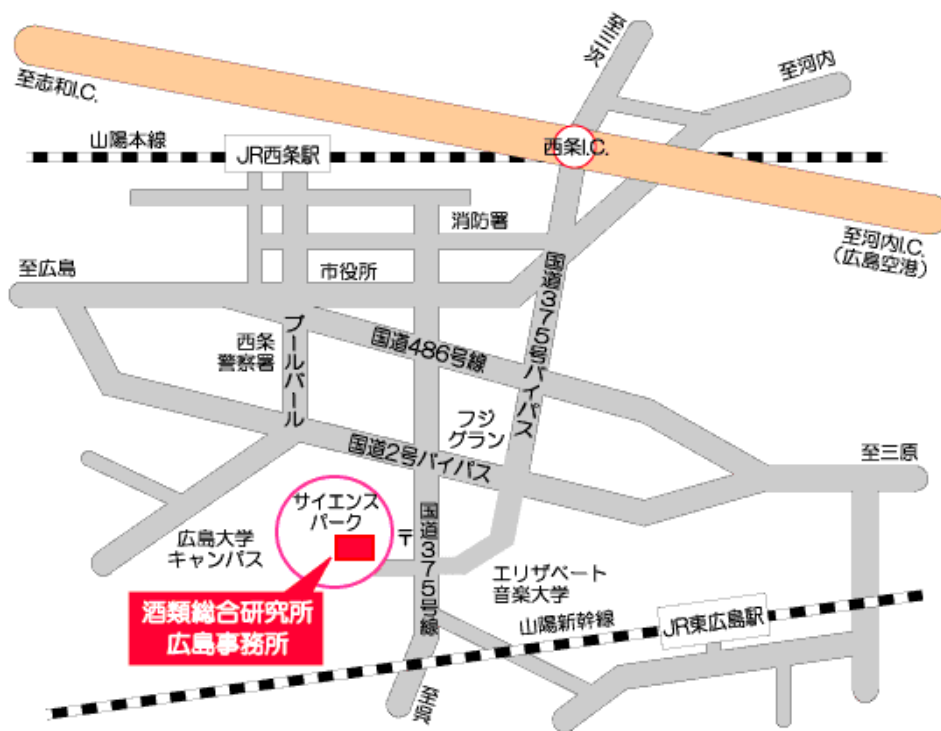 至三次
至河内
至志和I.C.
山陽本線
JR西条駅
西条I.C.
消防署
至河内I.C.
(広島空港)
至広島
市役所
国道375号バイパス
西条
警察署
ブールバール
国道486号線
フジ
グラン
国道2号バイパス
至三原
サイエンス
パーク
〒
国道375号線
広島大学
キャンパス
エリザベート
音楽大学
酒類総合研究所
広島事務所
山陽新幹線
JR東広島駅
至呉